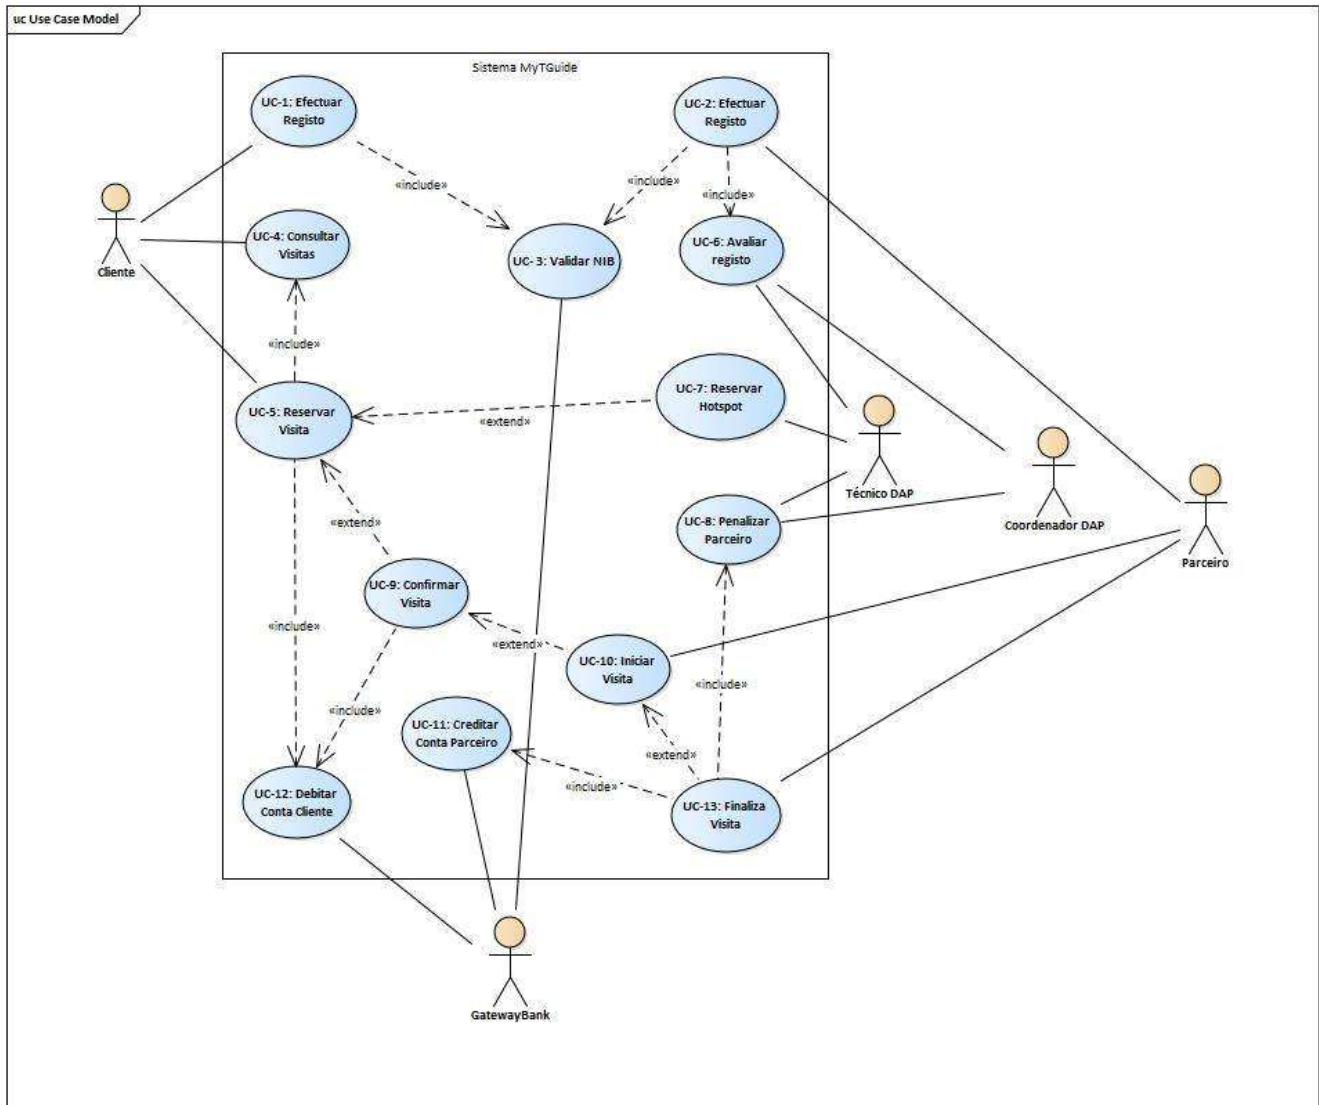 uc Use Case Model
Sistema MyTGuide
UC-1: Efectuar
Registo
UC-2: Efectuar
Registo
«include»
«include»
«include»
Cliente
UC-4: Consultar
Visitas
UC- 3: Validar NIB
UC-6: Avaliar
registo
«include»
UC-5: Reservar
Visita
UC-7: Reservar
Hotspot
«extend»
Técnico DAP
Coordenador DAP
Parceiro
«extend»
UC-8: Penalizar
Parceiro
UC-9: Confirmar
Visita
«include»
«extend»
UC-10: Iniciar
Visita
«include»
«include»
UC-11: Creditar
Conta Parceiro
«extend»
«include»
UC-12: Debitar
Conta Cliente
UC-13: Finaliza
Visita
GatewayBank